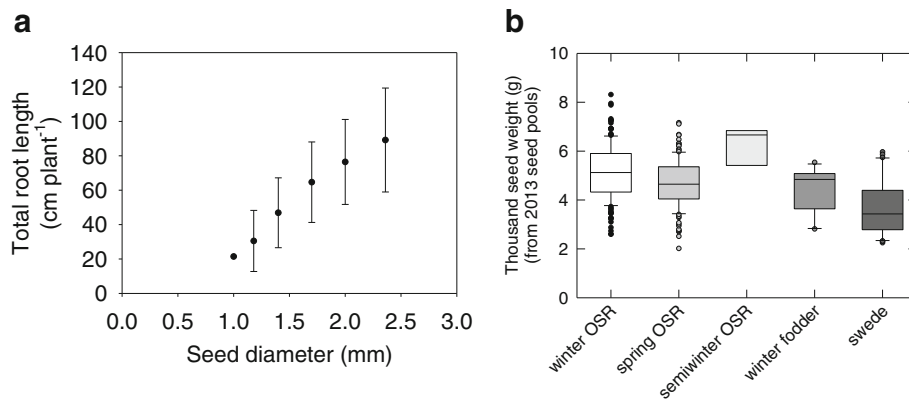 a
140
120
100
80
60
40
20
0
Total root length
(cm plant-1)
0.0 0.5 1.0 1.5 2.0 2.5 3.0
Seed diameter (mm)
b
10
8
6
4
2
0
Thousand seed weight (g)
(from 2013 seed pools)
winter OSR
spring OSR
semiwinter OSR
winter fodder
swede